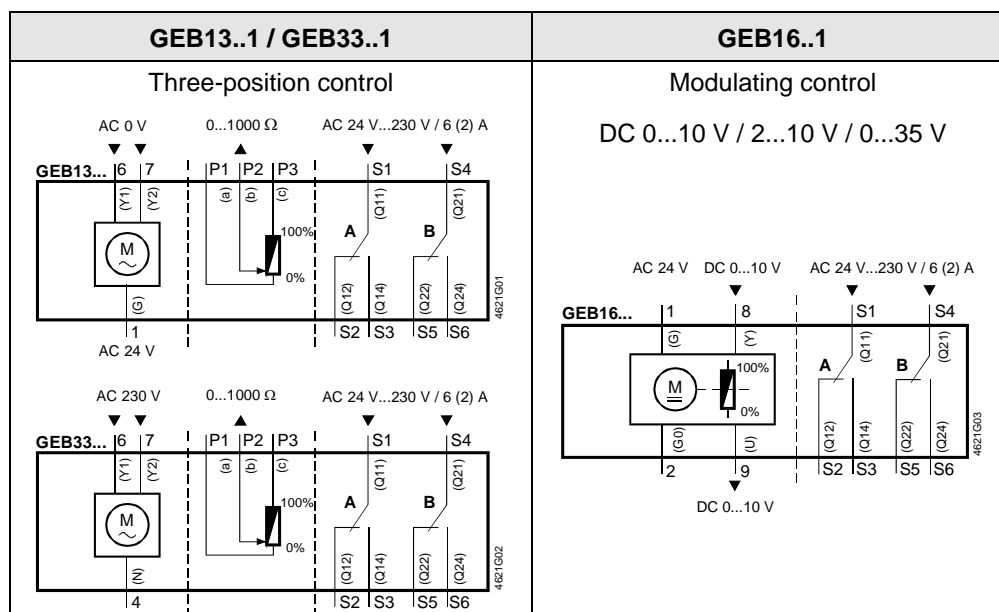 GEB13..1 / GEB33..1
Three-position control
AC 0 V 0...1000 Ω AC 24 V...230 V / 6 (2) A
GEB13... 6 7 P1 P2 P3 S1 S4
(Y1) (Y2) (a) (b) (c) (Q11) (Q21)
A B
M
~
100%
0%
(G) (Q12) (Q14) (Q22) (Q24)
1 S2 S3 S5 S6
AC 24 V
4621G01
AC 230 V 0...1000 Ω AC 24 V...230 V / 6 (2) A
GEB33... 6 7 P1 P2 P3 S1 S4
(Y1) (Y2) (a) (b) (c) (Q11) (Q21)
A B
M
~
100%
0%
(N) (Q12) (Q14) (Q22) (Q24)
4 S2 S3 S5 S6
4621G02
GEB16..1
Modulating control
DC 0...10 V / 2...10 V / 0...35 V
AC 24 V DC 0...10 V AC 24 V...230 V / 6 (2) A
GEB16... 1 8 S1 S4
(G) (Y) (Q11) (Q21)
A B
M
100%
0%
(G0) (U) (Q12) (Q14) (Q22) (Q24)
2 9 S2 S3 S5 S6
DC 0...10 V
4621G03